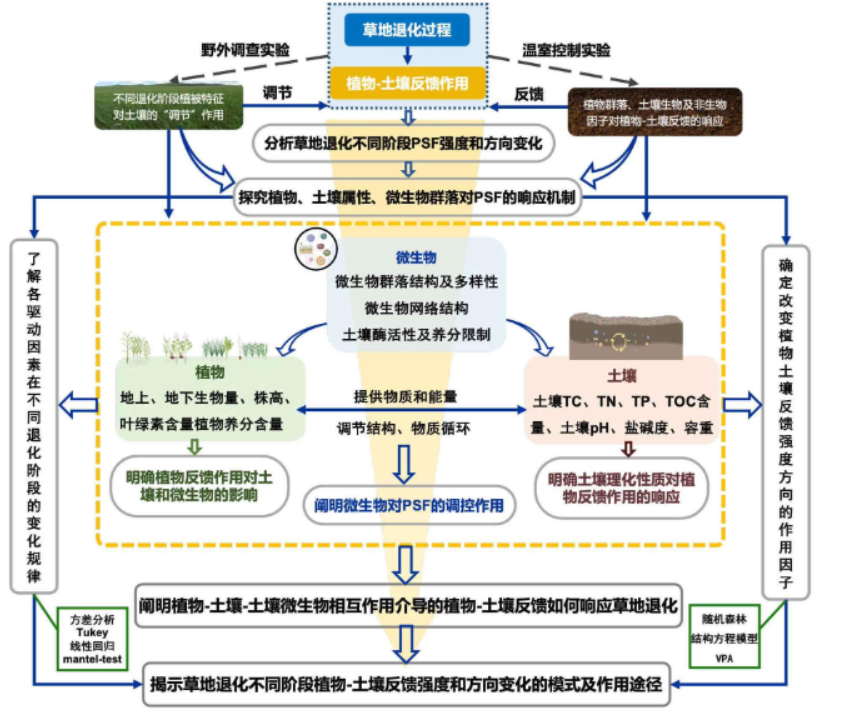 草地退化过程
野外调查实验
温室控制实验
植物-土壤反馈作用
调节
反馈
不同退化阶段植被特征
对土壤的“调节”作用
植物群落、土壤生物及非生物
因子对植物-土壤反馈的响应
分析草地退化不同阶段PSF强度和方向变化
探究植物、土壤属性、微生物群落对PSF的响应机制
了解各驱动因素在不同退化阶段的变化规律
微生物
微生物群落结构及多样性
微生物网络结构
土壤酶活性及养分限制
植物
地上、地下生物量、株高、
叶绿素含量植物养分含量
提供物质和能量
调节结构、物质循环
土壤
土壤TC、TN、TP、TOC含
量、土壤pH、盐碱度、容重
明确植物反馈作用对土
壤和微生物的影响
阐明微生物对PSF的调控作用
明确土壤理化性质对植
物反馈作用的响应
确定改变植物土壤反馈强度方向的作用因子
阐明植物-土壤-土壤微生物相互作用介导的植物-土壤反馈如何响应草地退化
方差分析
Tukey
线性回归
mantel-test
随机森林
结构方程模型
VPA
揭示草地退化不同阶段植物-土壤反馈强度和方向变化的模式及作用途径